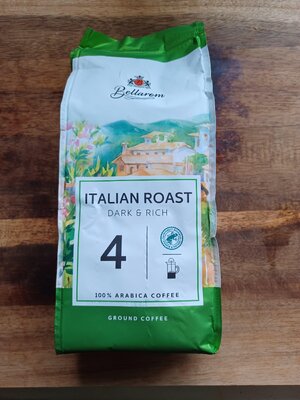 Bellarom
ITALIAN ROAST
DARK & RICH
4
100% ARABICA COFFEE
GROUND COFFEE